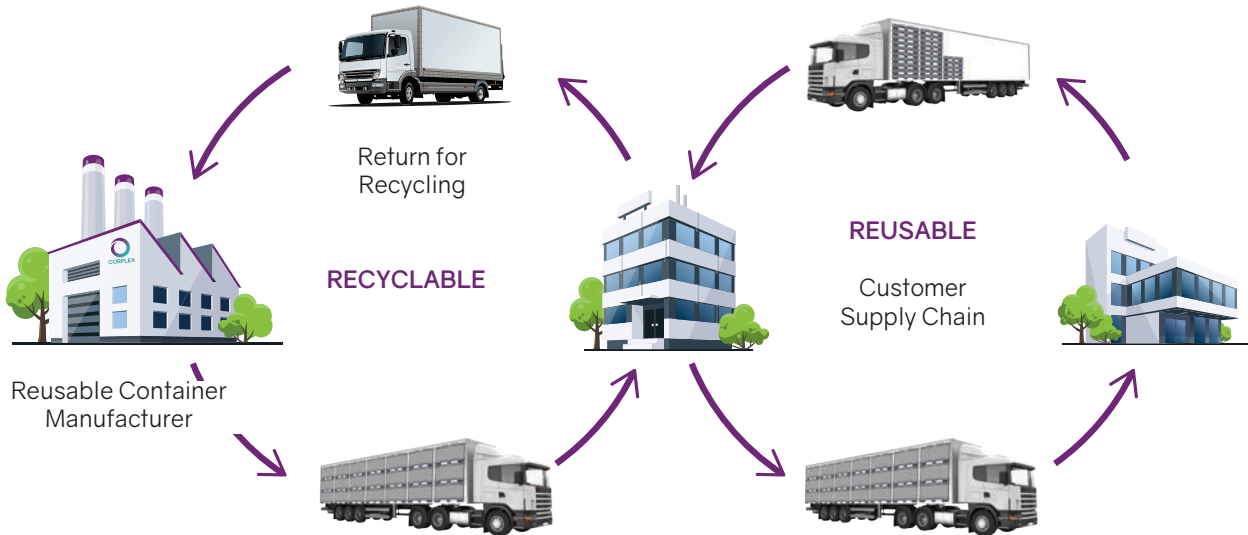 Return for
Recycling
REUSABLE
CORPLEX
RECYCLABLE
Customer
Supply Chain
Reusable Container
Manufacturer